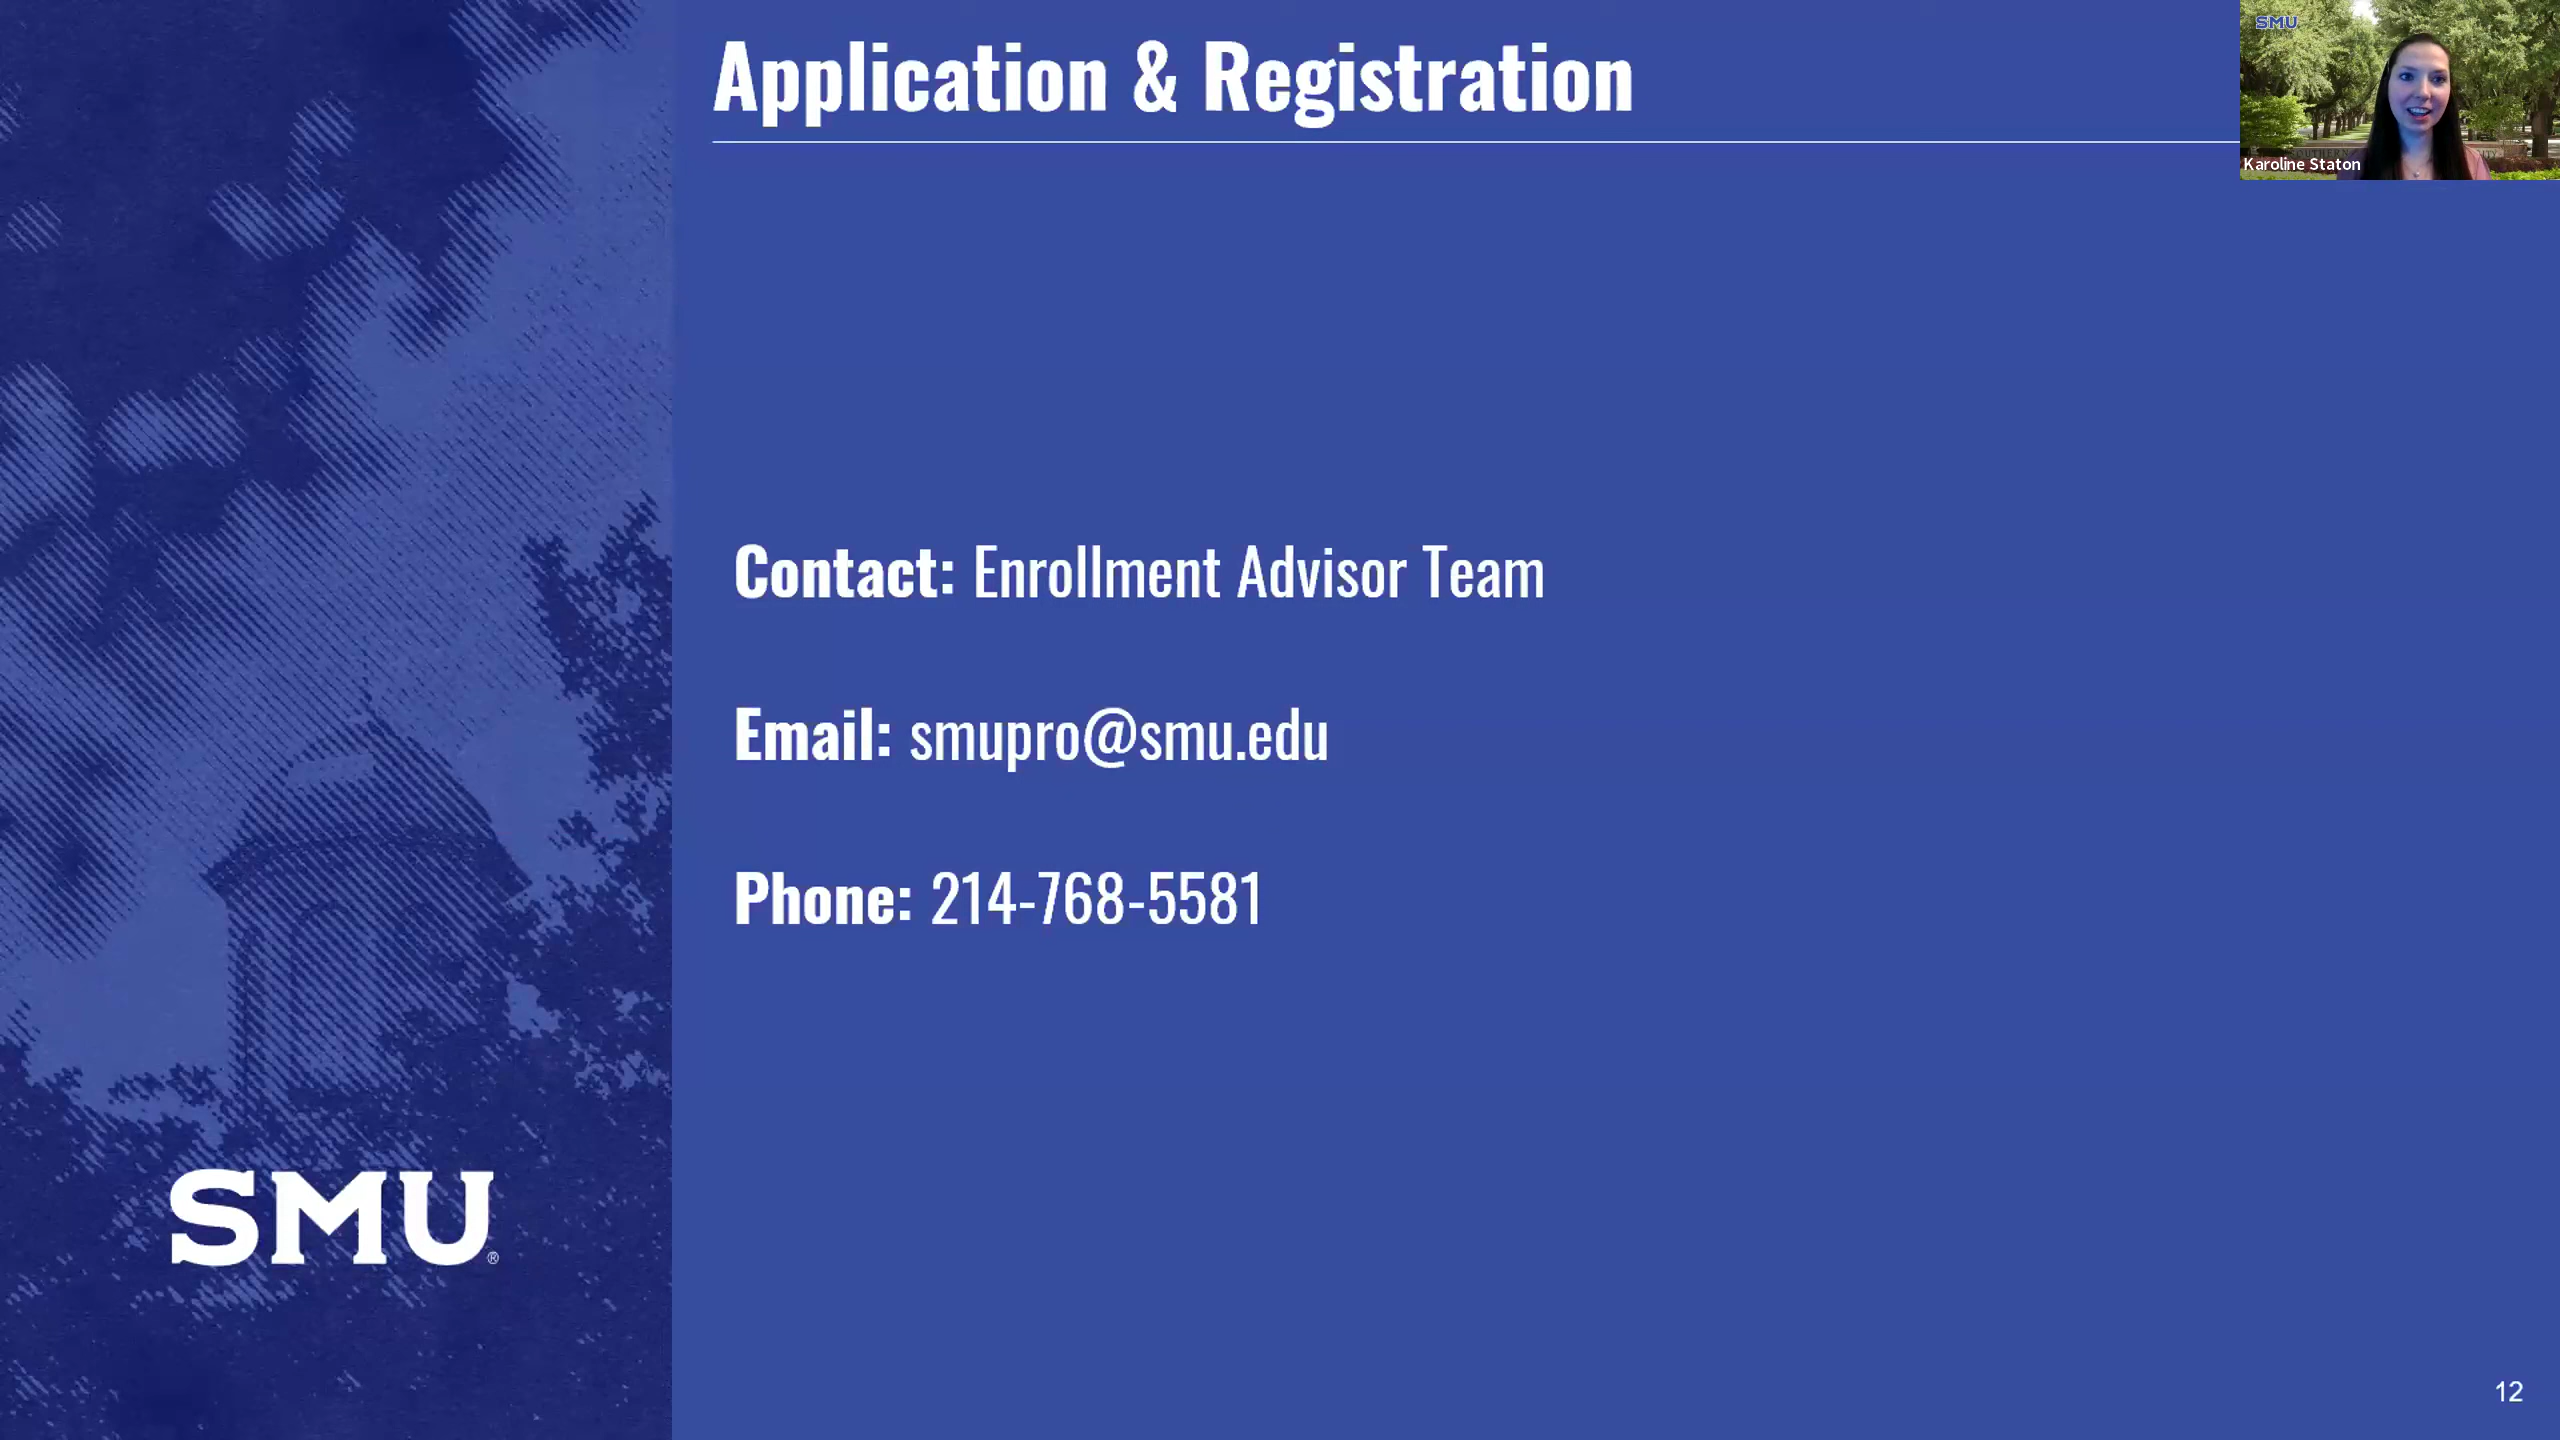 Application & Registration
SMU
Karoline Staton
Contact: Enrollment Advisor Team
Email: smupro@smu.edu
Phone: 214-768-5581
SMU®
12